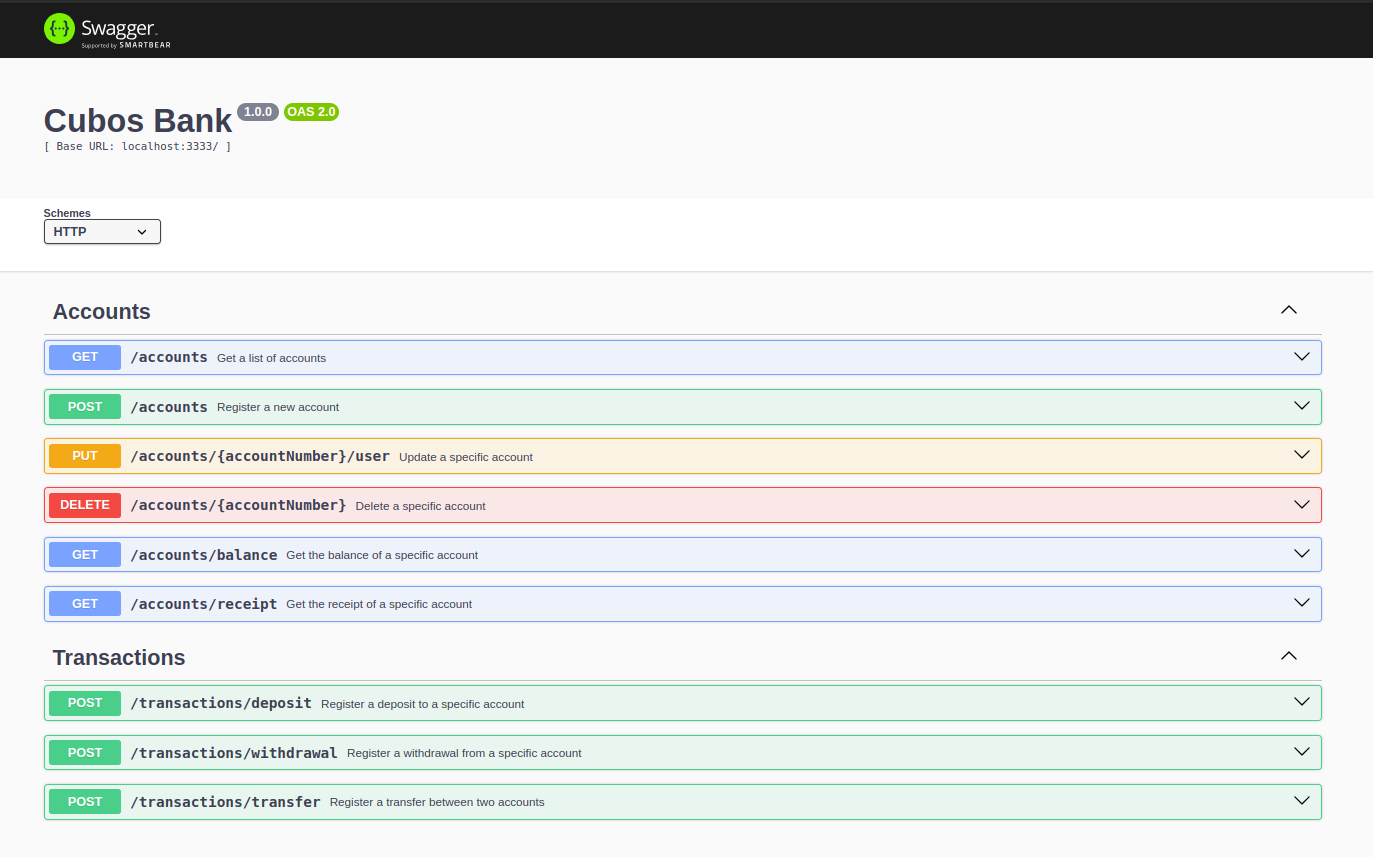 {···} Swagger
Supported by SMARTBEAR
Cubos Bank 1.0.0 OAS 2.0
[ Base URL: localhost:3333/ ]
Schemes
HTTP
Accounts
GET /accounts Get a list of accounts
POST /accounts Register a new account
PUT /accounts/{accountNumber}/user Update a specific account
DELETE /accounts/{accountNumber} Delete a specific account
GET /accounts/balance Get the balance of a specific account
GET /accounts/receipt Get the receipt of a specific account
Transactions
POST /transactions/deposit Register a deposit to a specific account
POST /transactions/withdrawal Register a withdrawal from a specific account
POST /transactions/transfer Register a transfer between two accounts